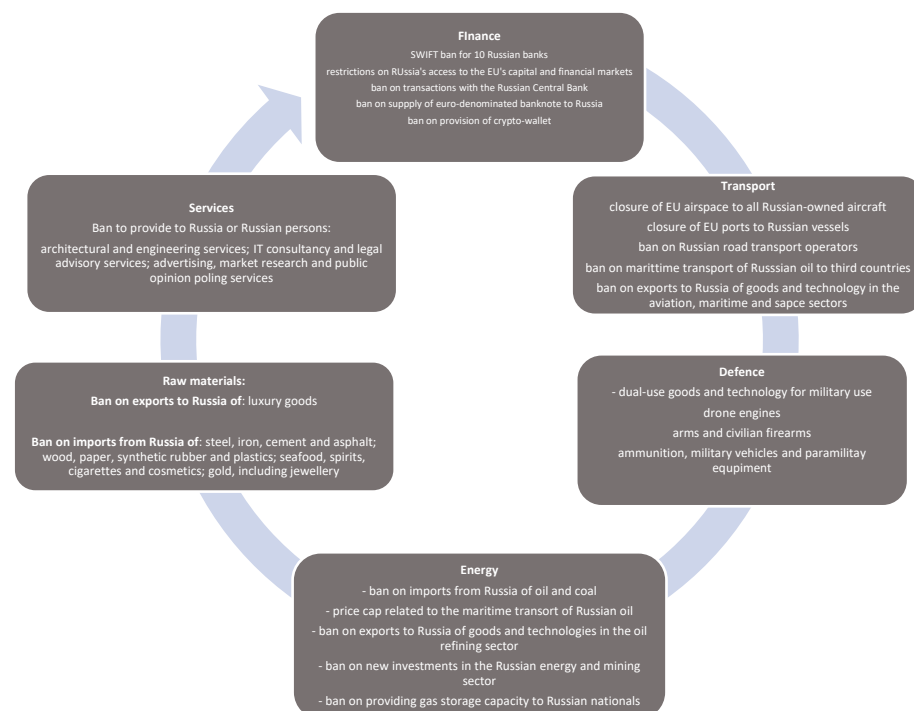 FInance
SWIFT ban for 10 Russian banks
restrictions on RUssia's access to the EU's capital and financial markets
ban on transactions with the Russian Central Bank
ban on suppply of euro-denominated banknote to Russia
ban on provision of crypto-wallet
Transport
closure of EU airspace to all Russian-owned aircraft
closure of EU ports to Russian vessels
ban on Russian road transport operators
ban on marittime transport of Russsian oil to third countries
ban on exports to Russia of goods and technology in the
aviation, maritime and sapce sectors
Defence
- dual-use goods and technology for military use
drone engines
arms and civilian firearms
ammunition, military vehicles and paramilitay
equpiment
Energy
- ban on imports from Russia of oil and coal
- price cap related to the maritime transort of Russian oil
- ban on exports to Russia of goods and technologies in the oil
refining sector
- ban on new investments in the Russian energy and mining
sector
- ban on providing gas storage capacity to Russian nationals
Raw materials:
Ban on exports to Russia of: luxury goods
Ban on imports from Russia of: steel, iron, cement and asphalt;
wood, paper, synthetic rubber and plastics; seafood, spirits,
cigarettes and cosmetics; gold, including jewellery
Services
Ban to provide to Russia or Russian persons:
architectural and engineering services; IT consultancy and legal
advisory services; advertising, market research and public
opinion poling services